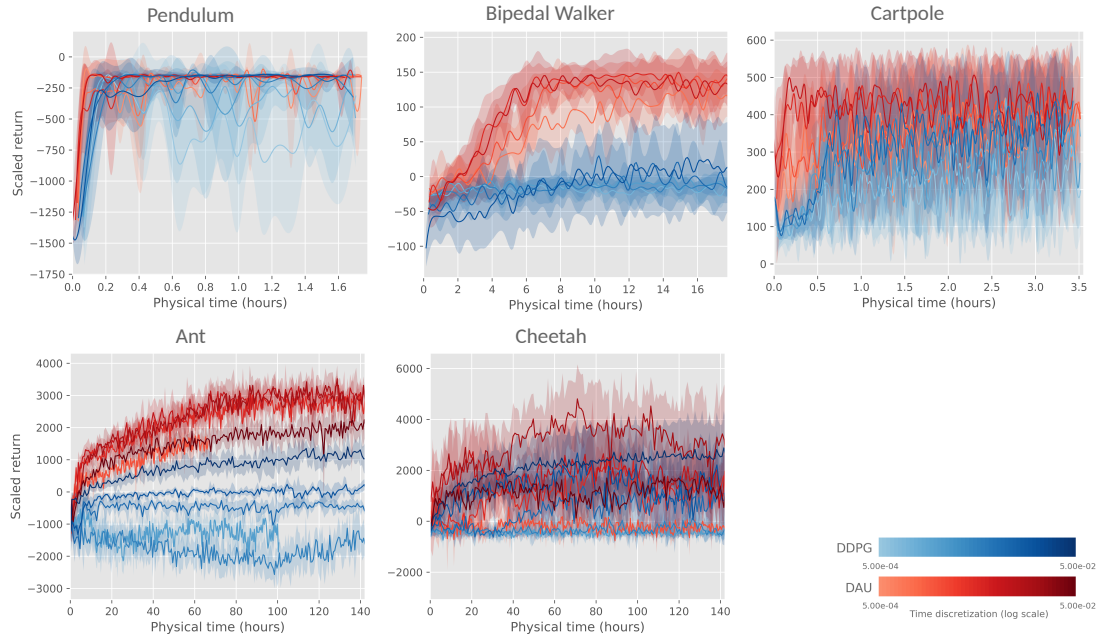 Pendulum
Bipedal Walker
Cartpole
0
−250
−500
−750
−1000
−1250
−1500
−1750
Scaled return
0.0 0.2 0.4 0.6 0.8 1.0 1.2 1.4 1.6
Physical time (hours)
200
150
100
50
0
−50
−100
0 2 4 6 8 10 12 14 16
Physical time (hours)
600
500
400
300
200
100
0
0.0 0.5 1.0 1.5 2.0 2.5 3.0 3.5
Physical time (hours)
Ant
Cheetah
4000
3000
2000
1000
0
−1000
−2000
−3000
Scaled return
0 20 40 60 80 100 120 140
Physical time (hours)
6000
4000
2000
0
−2000
0 20 40 60 80 100 120 140
Physical time (hours)
DDPG
5.00e-04 5.00e-02
DAU
5.00e-04 5.00e-02
Time discretization (log scale)